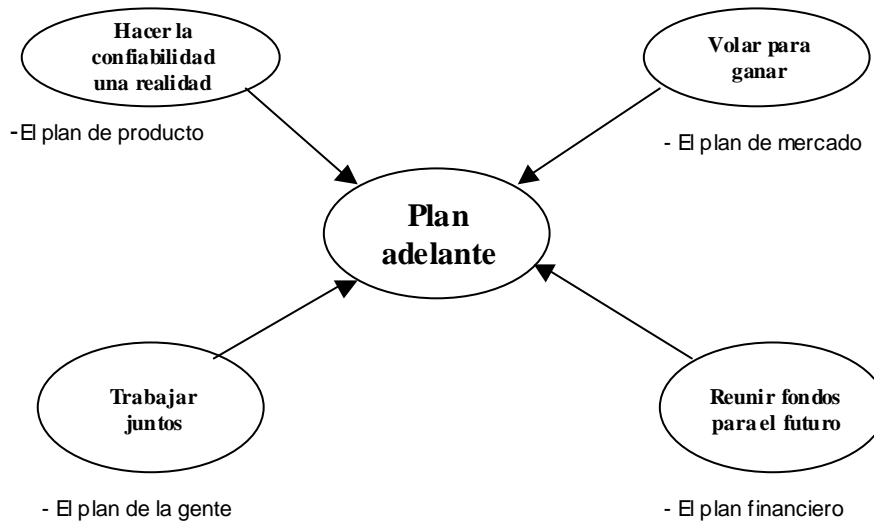 Hacer la
confiabilidad
una realidad
-El plan de producto
Volar para
ganar
- El plan de mercado
Plan
adelante
Trabajar
juntos
- El plan de la gente
Reunir fondos
para el futuro
- El plan financiero